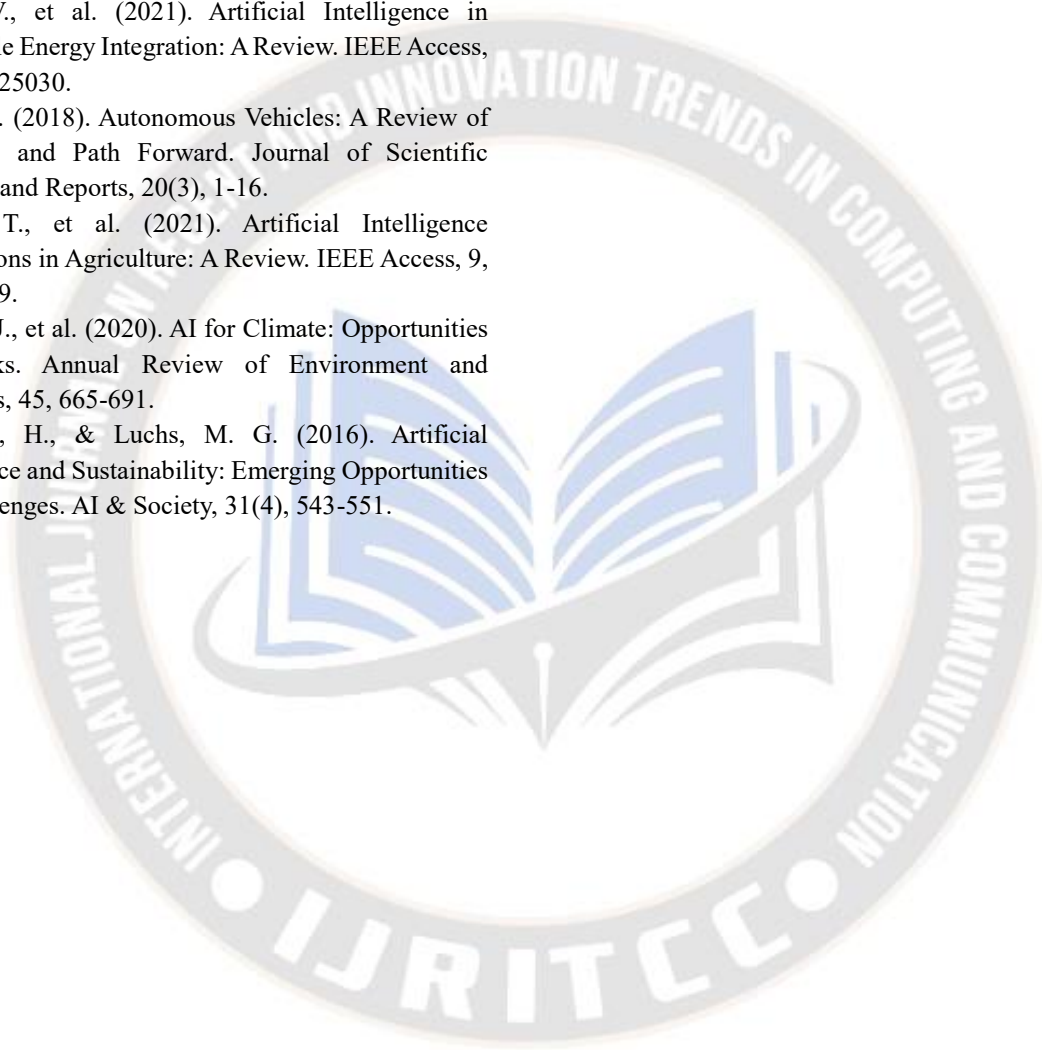 V., et al. (2021). Artificial Intelligence in
e Energy Integration: A Review. IEEE Access,
25030.
. (2018). Autonomous Vehicles: A Review of
and Path Forward. Journal of Scientific
and Reports, 20(3), 1-16.
T., et al. (2021). Artificial Intelligence
ons in Agriculture: A Review. IEEE Access, 9,
9.
J., et al. (2020). AI for Climate: Opportunities
ks. Annual Review of Environment and
s, 45, 665-691.
, H., & Luchs, M. G. (2016). Artificial
ce and Sustainability: Emerging Opportunities
enges. AI & Society, 31(4), 543-551.
INTERNATIONAL JOURNAL ON RECENT AND INNOVATION TRENDS IN COMPUTING AND COMMUNICATION
IJRITCC